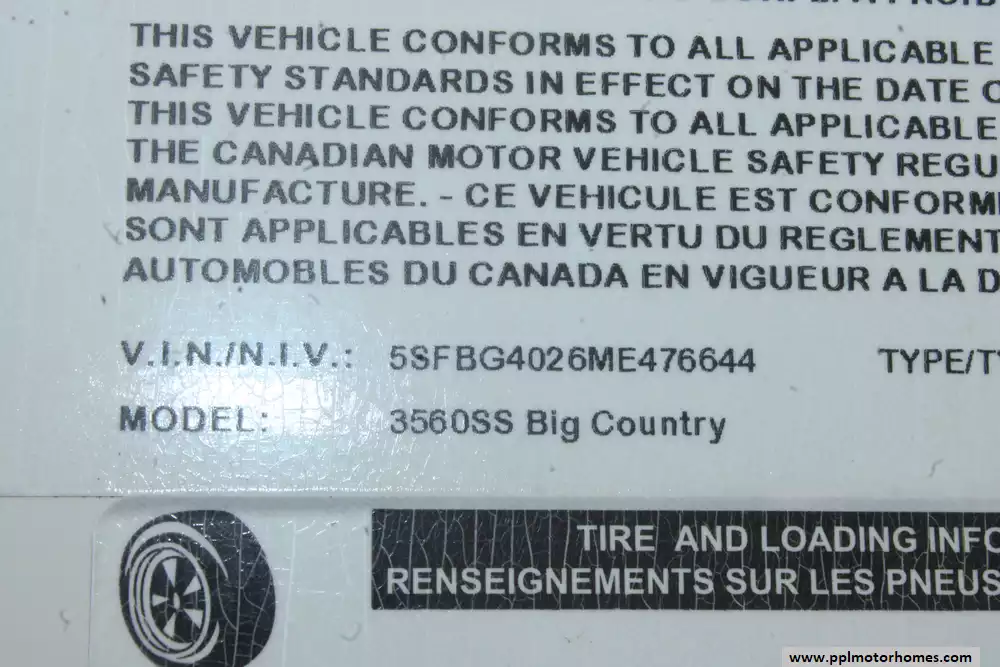 THIS VEHICLE CONFORMS TO ALL APPLICABLE
SAFETY STANDARDS IN EFFECT ON THE DATE
THIS VEHICLE CONFORMS TO ALL APPLICABLE
THE CANADIAN MOTOR VEHICLE SAFETY REGU
MANUFACTURE. - CE VEHICULE EST CONFORM
SONT APPLICABLES EN VERTU DU REGLEMENT
AUTOMOBILES DU CANADA EN VIGUEUR A LA D
V.I.N./N.I.V.: 5SFBG4026ME476644 TYPE/T
MODEL: 3560SS Big Country
TIRE AND LOADING INFO
RENSEIGNEMENTS SUR LES PNEUS
www.pplmotorhomes.com